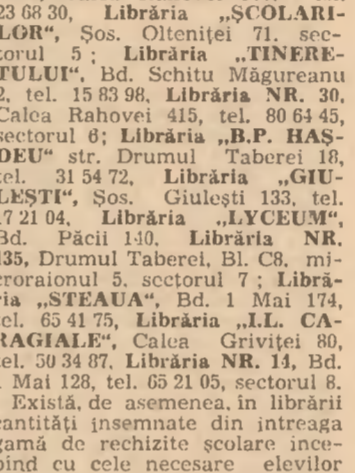 23 68 30, Librăria „ȘCOLARI-
LOR“, Șos. Olteniței 71. sec-
torul 5 ; Librăria „TINERE-
TULUI“, Bd. Schitu Măgureanu
2, tel. 15 83 98, Librăria NR. 30,
Calea Rahovei 415, tel. 80 64 45,
sectorul 6; Librăria „B.P. HAȘ-
DEU“ str. Drumul Taberei 18,
tel. 31 54 72, Librăria „GIU-
LEȘTI“, Șos. Giulești 133, tel.
17 21 04, Librăria „LYCEUM“,
Bd. Păcii 140, Librăria NR.
135, Drumul Taberei, Bl. C8, mi-
croraionul 5, sectorul 7 ; Libră-
ria „STEAUA“, Bd. 1 Mai 174,
tel. 65 41 75, Librăria „I.L. CA-
RAGIALE“, Calea Griviței 80,
tel. 50 34 87, Librăria NR. 14, Bd.
1 Mai 128, tel. 65 21 05, sectorul 8.
Există, de asemenea, în librării
cantități însemnate din întreaga
gamă de rechizite școlare înce-
pînd cu cele necesare elevilor